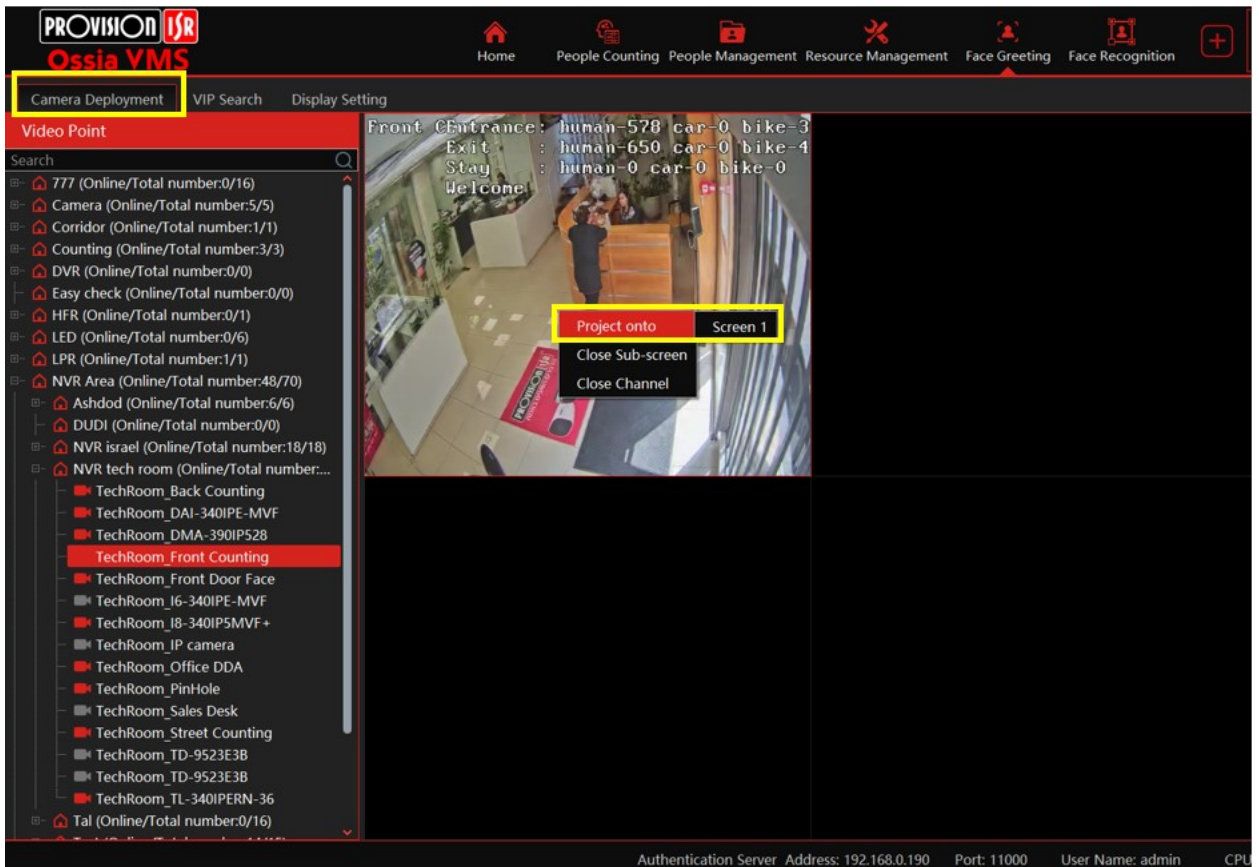 PROVISION ISR
Ossia VMS
Home
People Counting
People Management
Resource Management
Face Greeting
Face Recognition
Camera Deployment
VIP Search
Display Setting
Video Point
Search
777 (Online/Total number:0/16)
Camera (Online/Total number:5/5)
Corridor (Online/Total number:1/1)
Counting (Online/Total number:3/3)
DVR (Online/Total number:0/0)
Easy check (Online/Total number:0/0)
HFR (Online/Total number:0/1)
LED (Online/Total number:0/6)
LPR (Online/Total number:1/1)
NVR Area (Online/Total number:48/70)
Ashdod (Online/Total number:6/6)
DUDI (Online/Total number:0/0)
NVR israel (Online/Total number:18/18)
NVR tech room (Online/Total number:...
TechRoom_Back Counting
TechRoom_DAI-340IPE-MVF
TechRoom_DMA-390IP528
TechRoom_Front Counting
TechRoom_Front Door Face
TechRoom_I6-340IPE-MVF
TechRoom_I8-340IP5MVF+
TechRoom_IP camera
TechRoom_Office DDA
TechRoom_PinHole
TechRoom_Sales Desk
TechRoom_Street Counting
TechRoom_TD-9523E3B
TechRoom_TD-9523E3B
TechRoom_TL-340IPERN-36
Tal (Online/Total number:0/16)
Front Entrance: human-578 car-0 bike-3
Exit : human-650 car-0 bike-4
Stay : human-0 car-0 bike-0
Welcome
Project onto
Screen 1
Close Sub-screen
Close Channel
PROVISION ISR
Authentication Server Address: 192.168.0.190
Port: 11000
User Name: admin
CPU